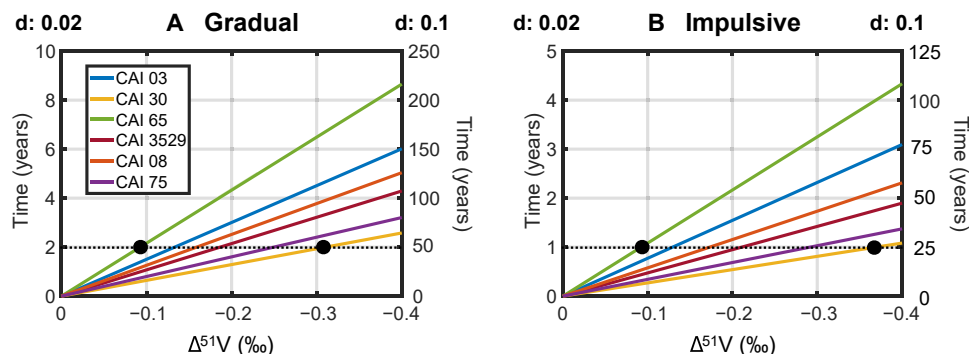 d: 0.02 A Gradual d: 0.1
10
8
6
4
2
0
Time (years)
CAI 03
CAI 30
CAI 65
CAI 3529
CAI 08
CAI 75
250
200
150
100
50
0
Time (years)
0 −0.1 −0.2 −0.3 −0.4
Δ⁵¹V (‰)
d: 0.02 B Impulsive d: 0.1
5
4
3
2
1
0
Time (years)
125
100
75
50
25
0
Time (years)
0 −0.1 −0.2 −0.3 −0.4
Δ⁵¹V (‰)